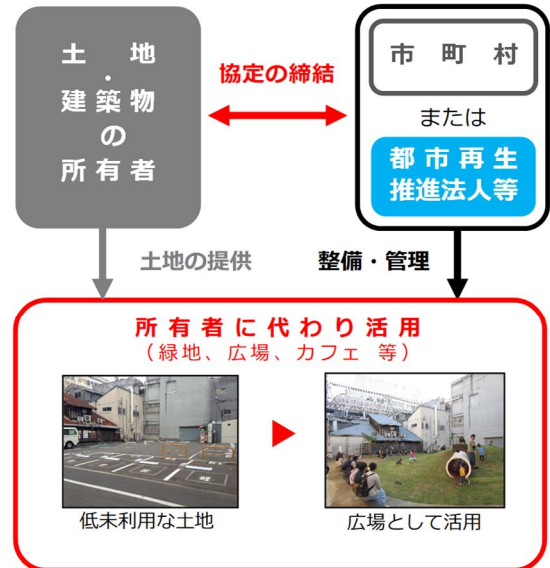 土地
・
建築物
の
所有者
協定の締結
市町村
または
都市再生
推進法人等
土地の提供
整備・管理
所有者に代わり活用
（緑地、広場、カフェ 等）
低未利用な土地
広場として活用